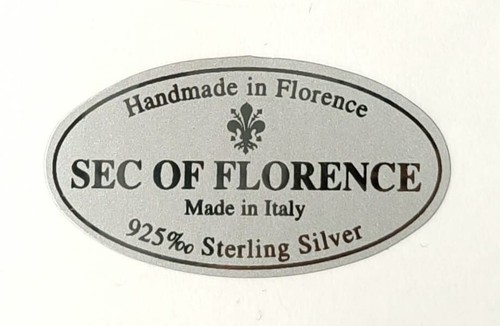 Handmade in Florence
SEC OF FLORENCE
Made in Italy
925‰ Sterling Silver